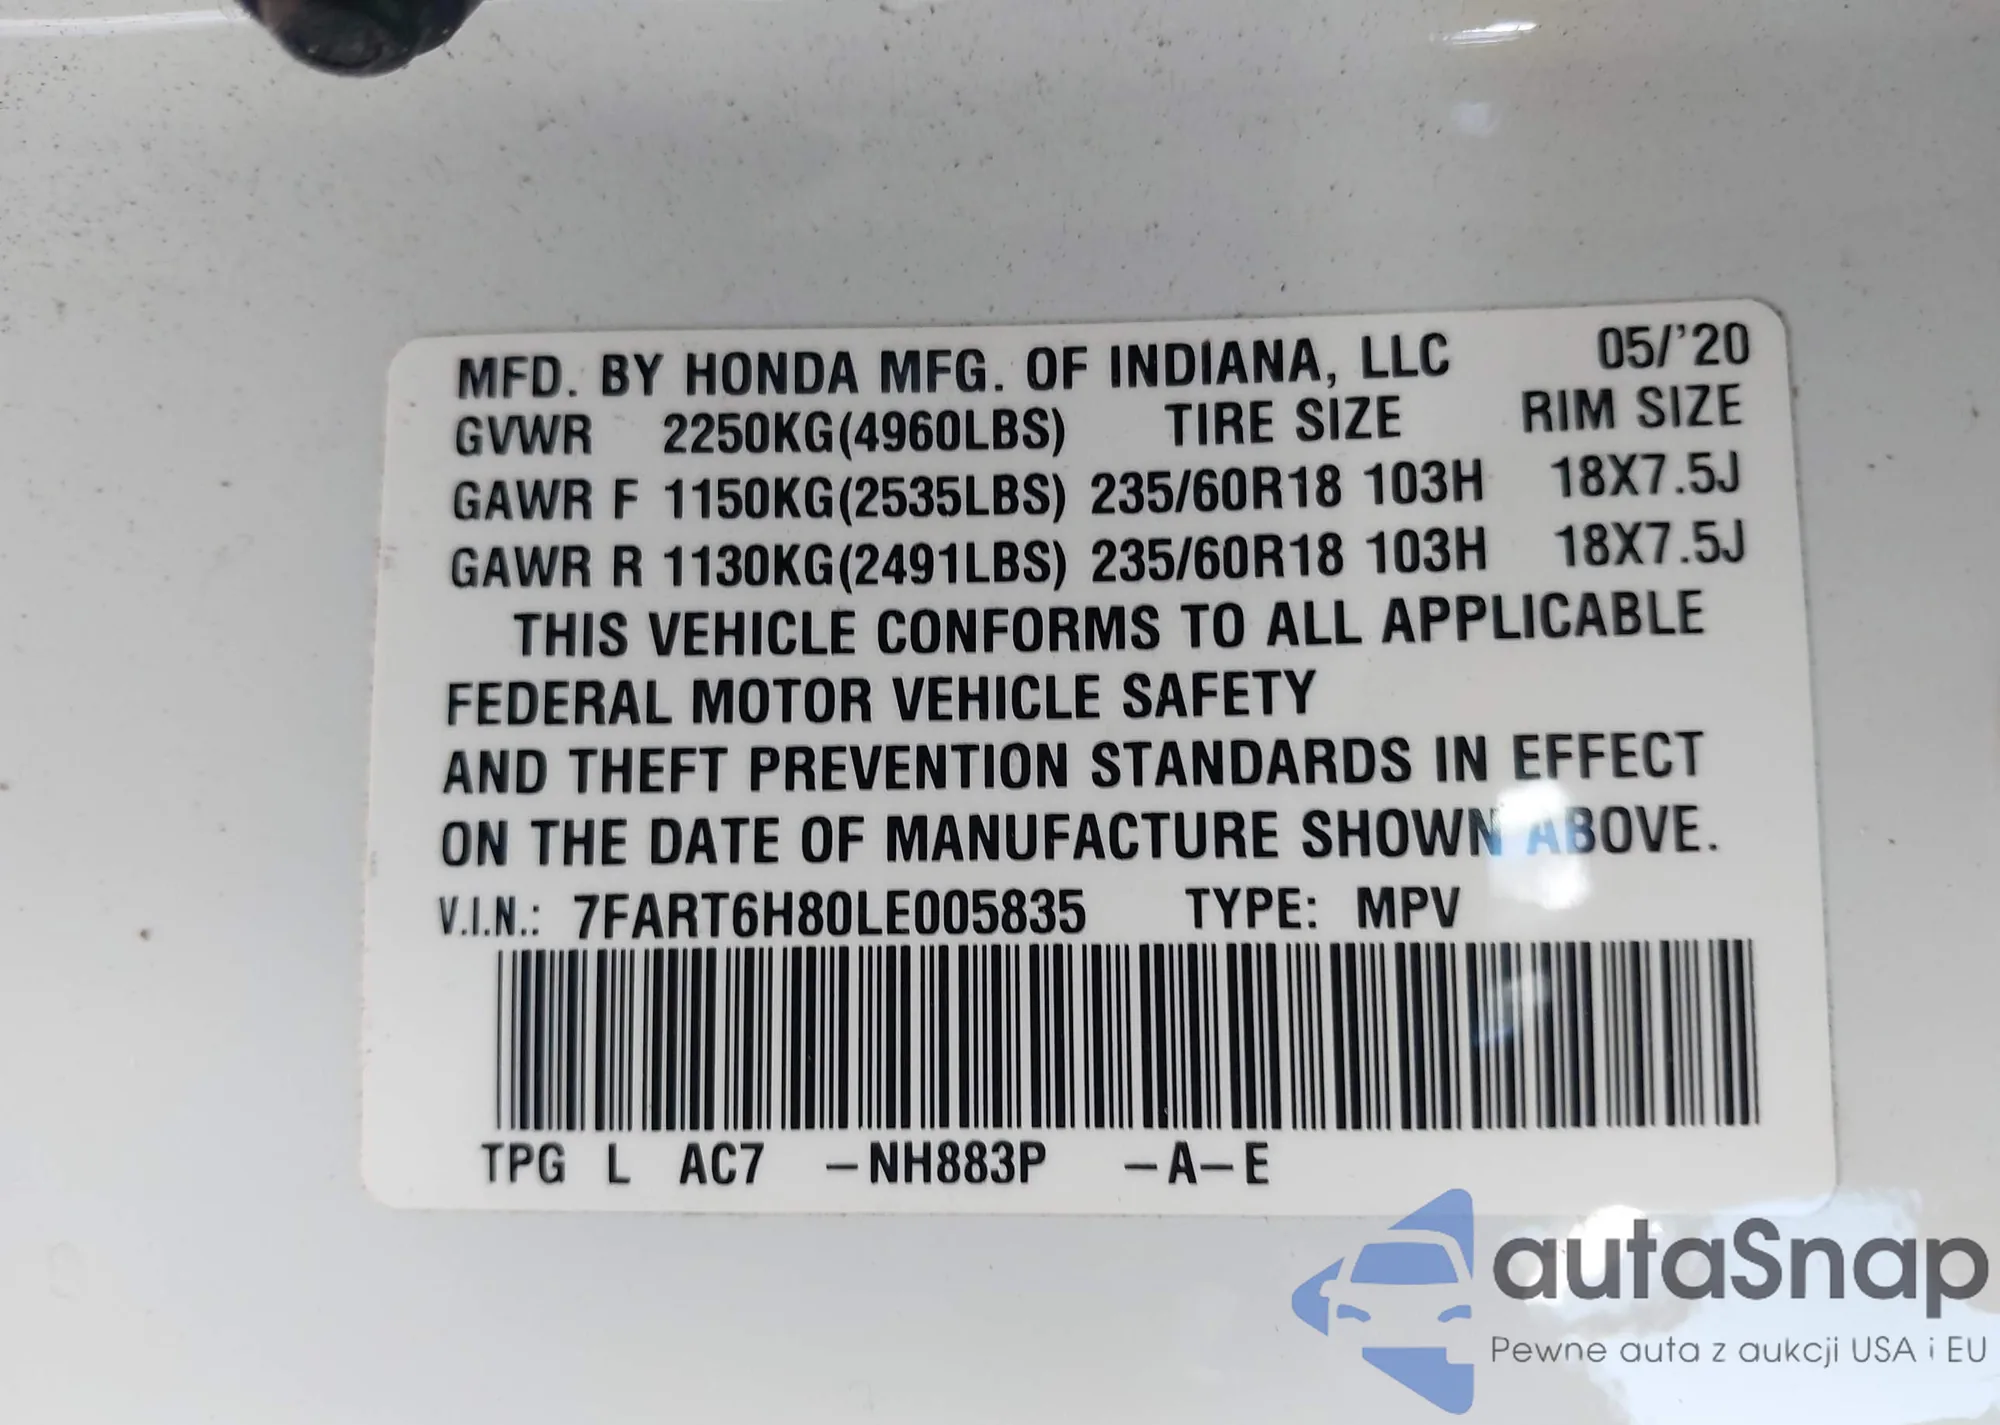 MFD. BY HONDA MFG. OF INDIANA, LLC 05/'20
GVWR 2250KG(4960LBS) TIRE SIZE RIM SIZE
GAWR F 1150KG(2535LBS) 235/60R18 103H 18X7.5J
GAWR R 1130KG(2491LBS) 235/60R18 103H 18X7.5J
THIS VEHICLE CONFORMS TO ALL APPLICABLE
FEDERAL MOTOR VEHICLE SAFETY
AND THEFT PREVENTION STANDARDS IN EFFECT
ON THE DATE OF MANUFACTURE SHOWN ABOVE.
V.I.N.: 7FART6H80LE005835 TYPE: MPV
TPG L AC7 -NH883P -A-E
autaSnap
Pewne auta z aukcji USA i EU